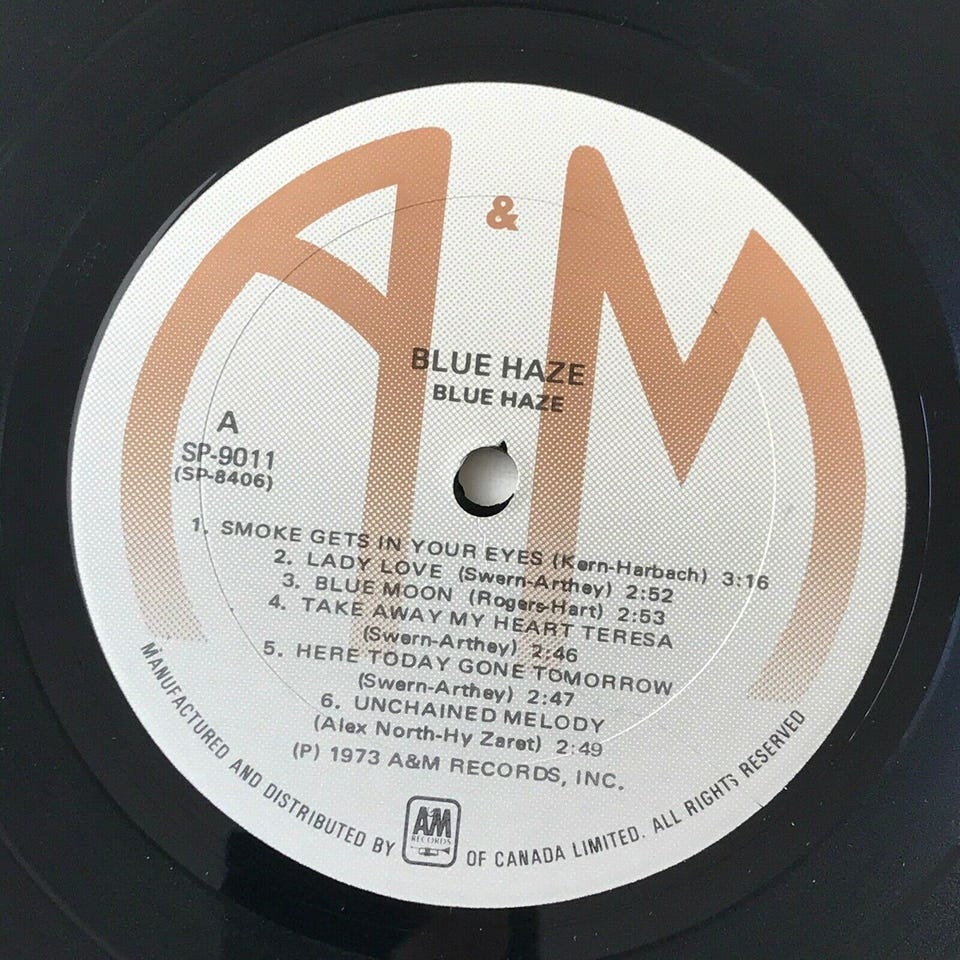 A & M
BLUE HAZE
BLUE HAZE
A
SP-9011
(SP-8406)
1. SMOKE GETS IN YOUR EYES (Kern-Harbach) 3:16
2. LADY LOVE (Swern-Arthey) 2:52
3. BLUE MOON (Rogers-Hart) 2:53
4. TAKE AWAY MY HEART TERESA
(Swern-Arthey) 2:46
5. HERE TODAY GONE TOMORROW
(Swern-Arthey) 2:47
6. UNCHAINED MELODY
(Alex North-Hy Zaret) 2:49
(P) 1973 A&M RECORDS, INC.
MANUFACTURED AND DISTRIBUTED BY A&M RECORDS OF CANADA LIMITED. ALL RIGHTS RESERVED